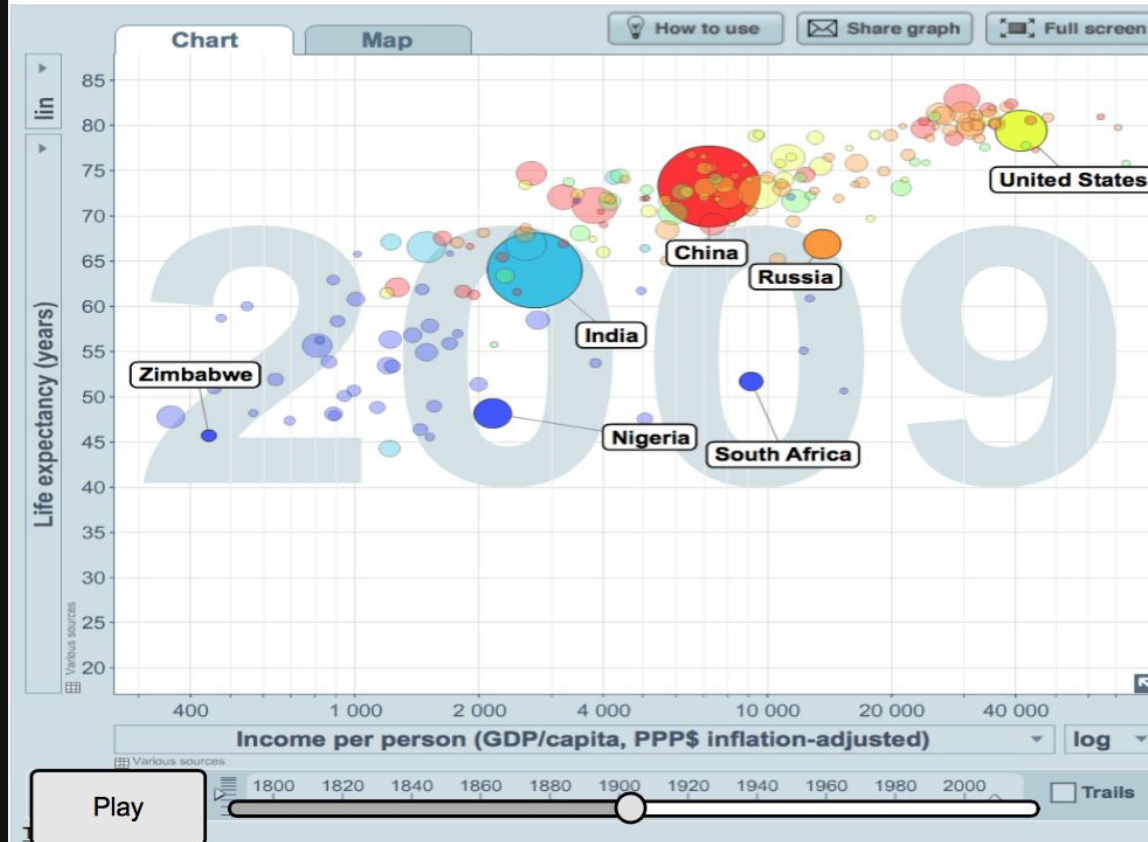 Chart
Map
How to use
Share graph
Full screen
lin
Life expectancy (years)
Various sources
85
80
75
70
65
60
55
50
45
40
35
30
25
20
2009
United States
China
Russia
India
Zimbabwe
Nigeria
South Africa
400 1 000 2 000 4 000 10 000 20 000 40 000
Income per person (GDP/capita, PPP$ inflation-adjusted)
log
Various sources
Play
1800 1820 1840 1860 1880 1900 1920 1940 1960 1980 2000
Trails